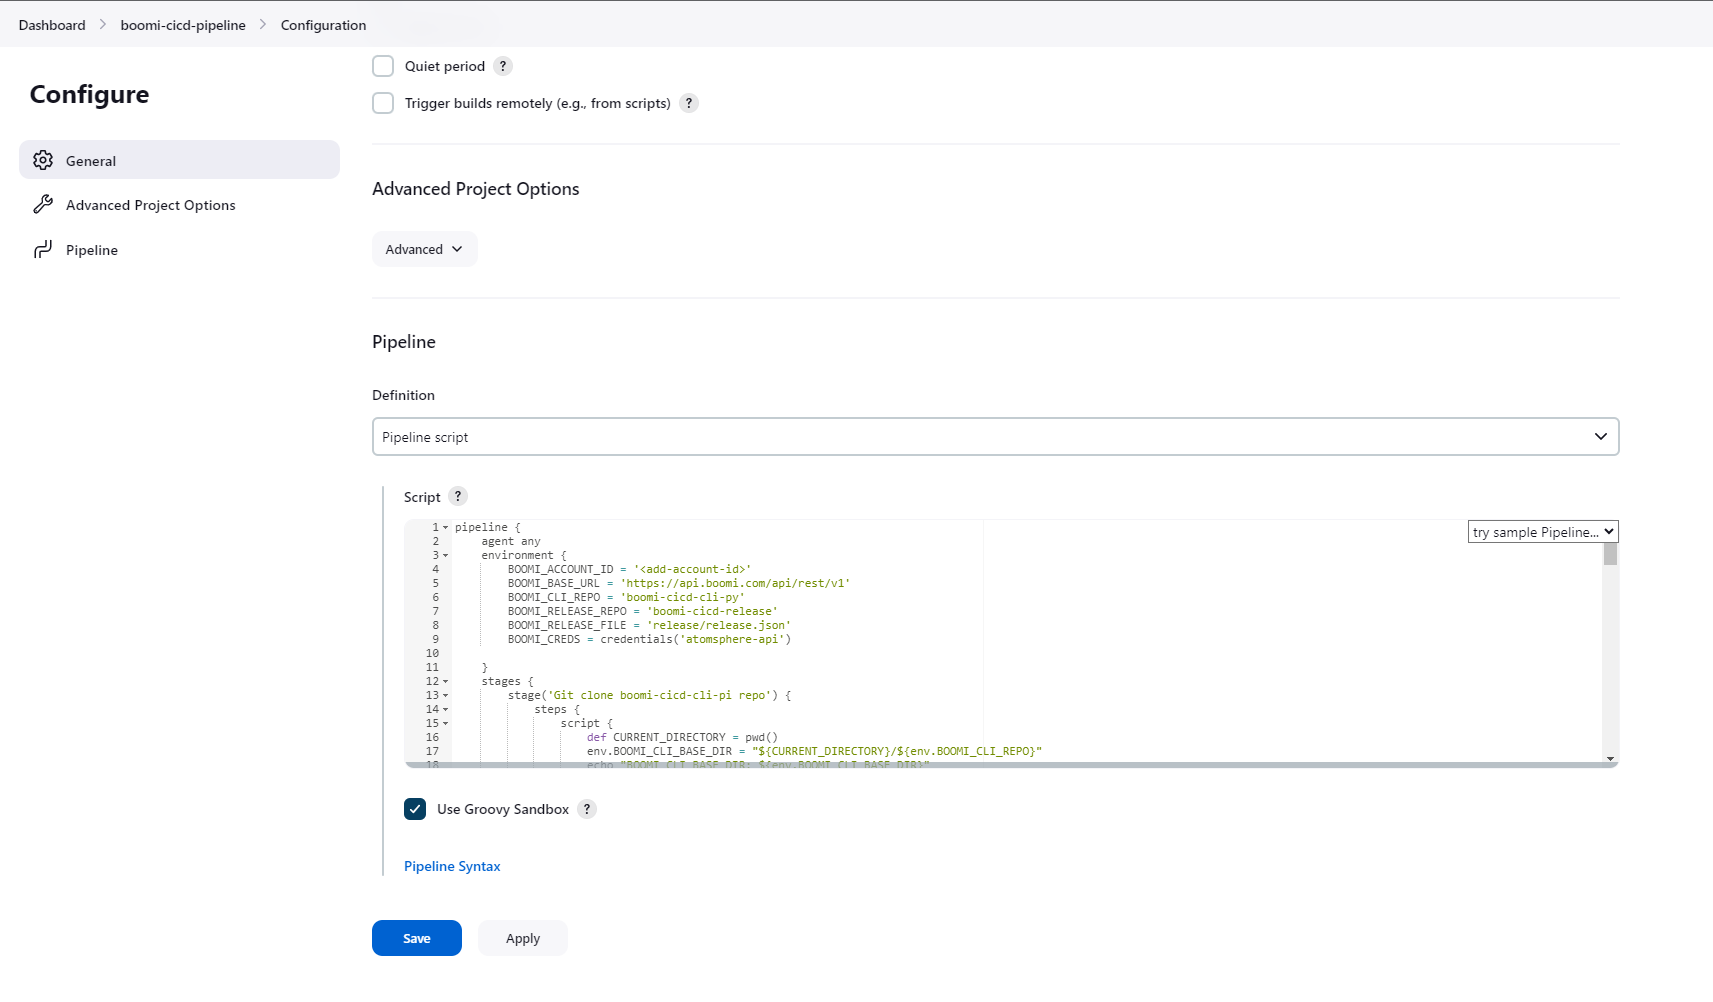 Dashboard > boomi-cicd-pipeline > Configuration
Configure
General
Advanced Project Options
Pipeline
Quiet period ?
Trigger builds remotely (e.g., from scripts) ?
Advanced Project Options
Advanced
Pipeline
Definition
Pipeline script
Script ?
try sample Pipeline...
1 pipeline {
2 agent any
3 environment {
4 BOOMI_ACCOUNT_ID = '<add-account-id>'
5 BOOMI_BASE_URL = 'https://api.boomi.com/api/rest/v1'
6 BOOMI_CLI_REPO = 'boomi-cicd-cli-py'
7 BOOMI_RELEASE_REPO = 'boomi-cicd-release'
8 BOOMI_RELEASE_FILE = 'release/release.json'
9 BOOMI_CREDS = credentials('atomsphere-api')
10
11 }
12 stages {
13 stage('Git clone boomi-cicd-cli-pi repo') {
14 steps {
15 script {
16 def CURRENT_DIRECTORY = pwd()
17 env.BOOMI_CLI_BASE_DIR = "${CURRENT_DIRECTORY}/${env.BOOMI_CLI_REPO}"
18 echo "BOOMI_CLI_BASE_DIR: ${env.BOOMI_CLI_BASE_DIR}"
Use Groovy Sandbox ?
Pipeline Syntax
Save
Apply